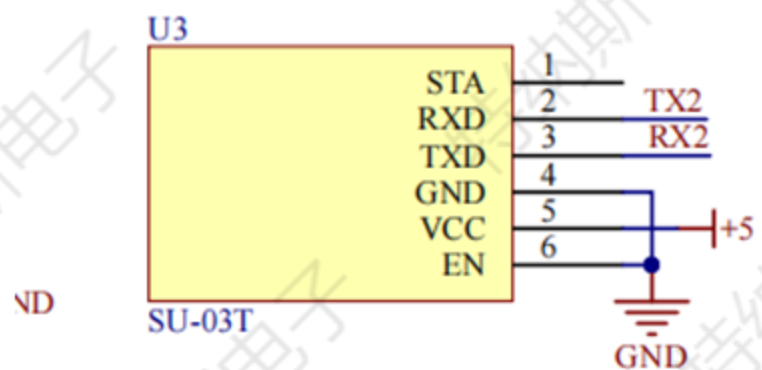 U3
STA 1
RXD 2 TX2
TXD 3 RX2
GND 4
VCC 5 +5
EN 6
ND
SU-03T
GND